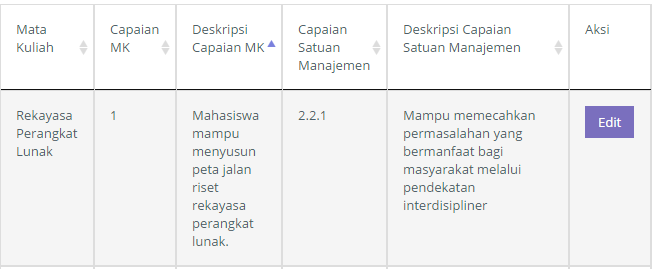 Mata Kuliah
Capaian MK
Deskripsi Capaian MK
Capaian Satuan Manajemen
Deskripsi Capaian Satuan Manajemen
Aksi
Rekayasa
Perangkat
Lunak
1
Mahasiswa
mampu
menyusun
peta jalan
riset
rekayasa
perangkat
lunak.
2.2.1
Mampu memecahkan
permasalahan yang
bermanfaat bagi
masyarakat melalui
pendekatan
interdisipliner
Edit